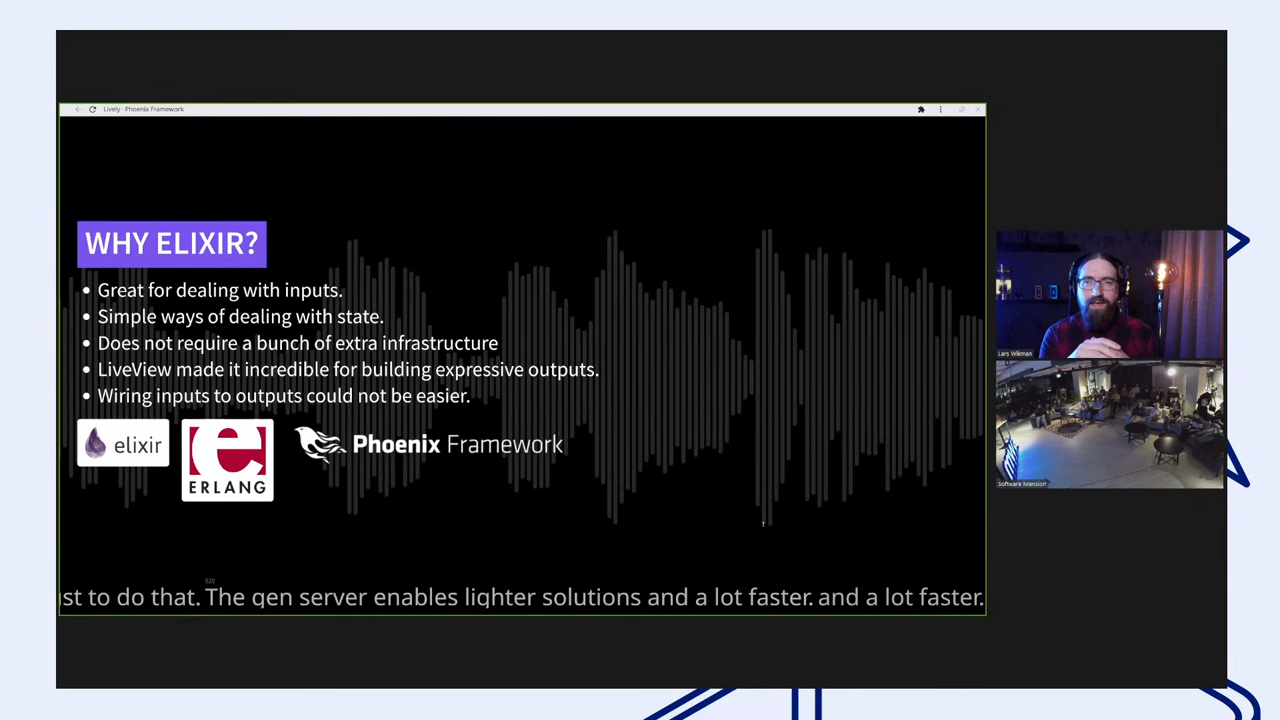 Lively · Phoenix Framework
WHY ELIXIR?
• Great for dealing with inputs.
• Simple ways of dealing with state.
• Does not require a bunch of extra infrastructure
• LiveView made it incredible for building expressive outputs.
• Wiring inputs to outputs could not be easier.
elixir
e
ERLANG
Phoenix Framework
520
ıst to do that. The gen server enables lighter solutions and a lot faster. and a lot faster.
Lars Wikman
Software Mansion